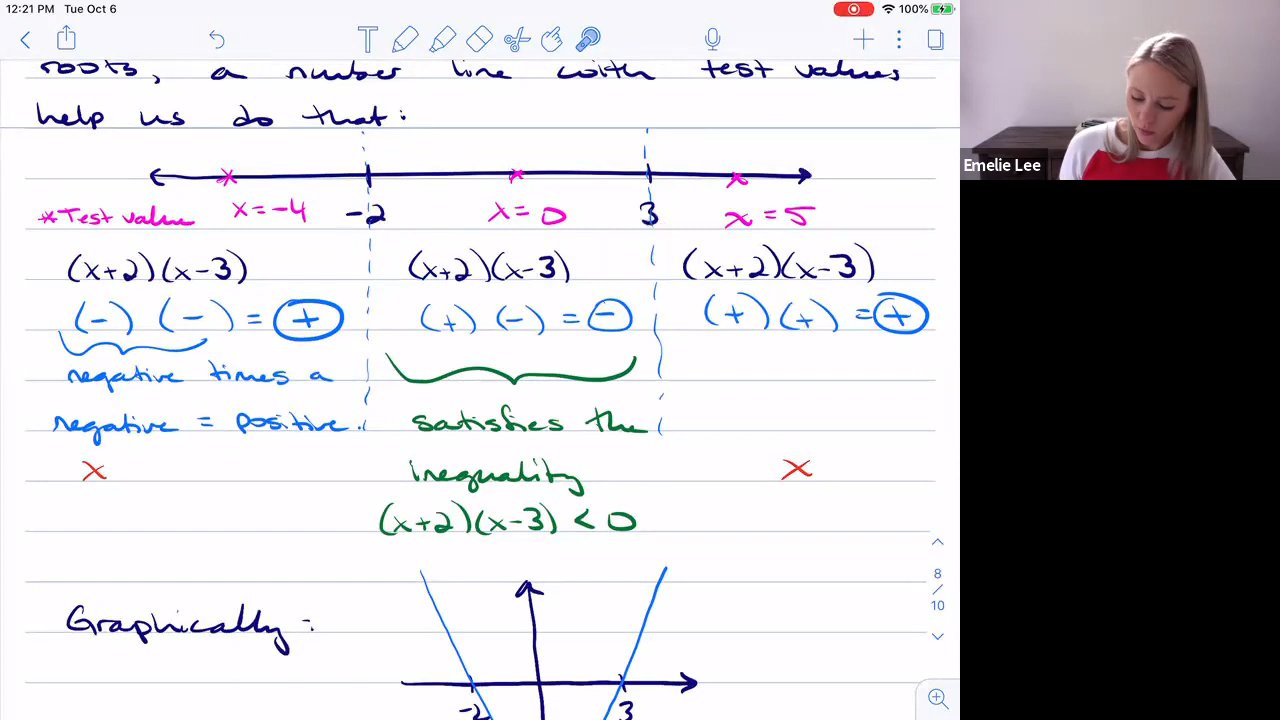 12:21 PM Tue Oct 6
100%
roots, a number line with test values
help us do that:
*Test value x=-4 -2 x=0 3 x=5
(x+2)(x-3) (x+2)(x-3) (x+2)(x-3)
(-) (-) = + (+) (-) = - (+) (+) = +
negative times a
negative = positive. satisfies the
x inequality x
(x+2)(x-3) < 0
Graphically:
-2 3
8
/
10
Emelie Lee